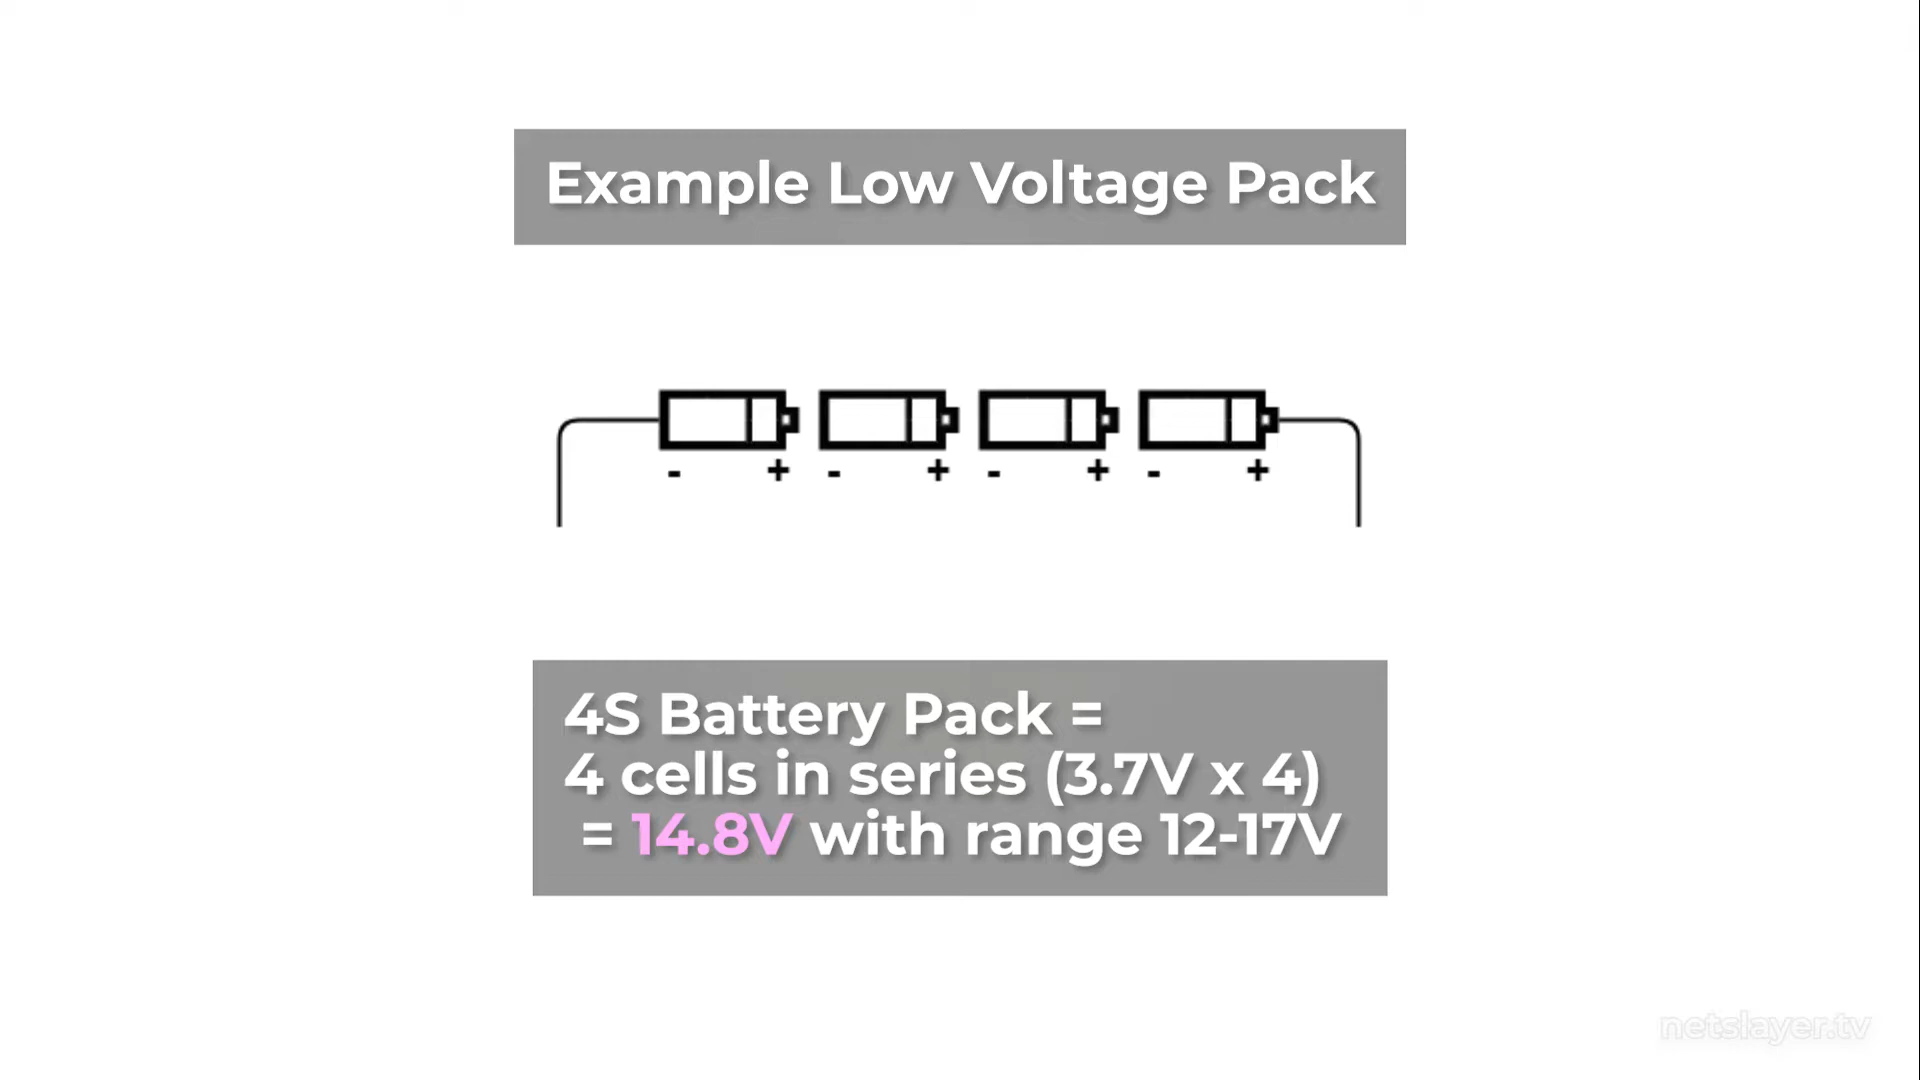 Example Low Voltage Pack
- + - + - + - +
4S Battery Pack =
4 cells in series (3.7V x 4)
= 14.8V with range 12-17V
netslayer.tv